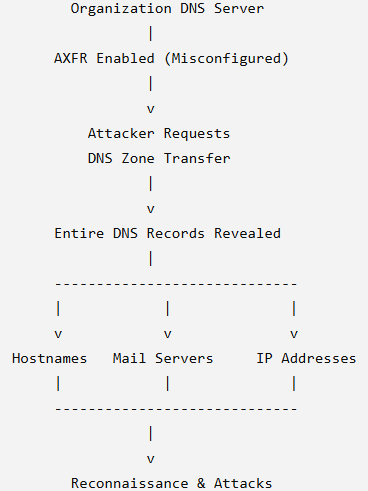 Organization DNS Server
|
AXFR Enabled (Misconfigured)
|
v
Attacker Requests
DNS Zone Transfer
|
v
Entire DNS Records Revealed
|
-----------------------------
| | |
v v v
Hostnames Mail Servers IP Addresses
| | |
-----------------------------
|
v
Reconnaissance & Attacks